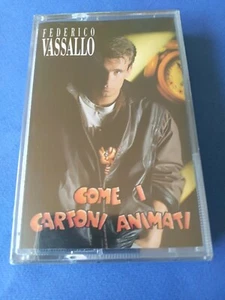 FEDERICO
VASSALLO
COME I
CARTONI ANIMATI